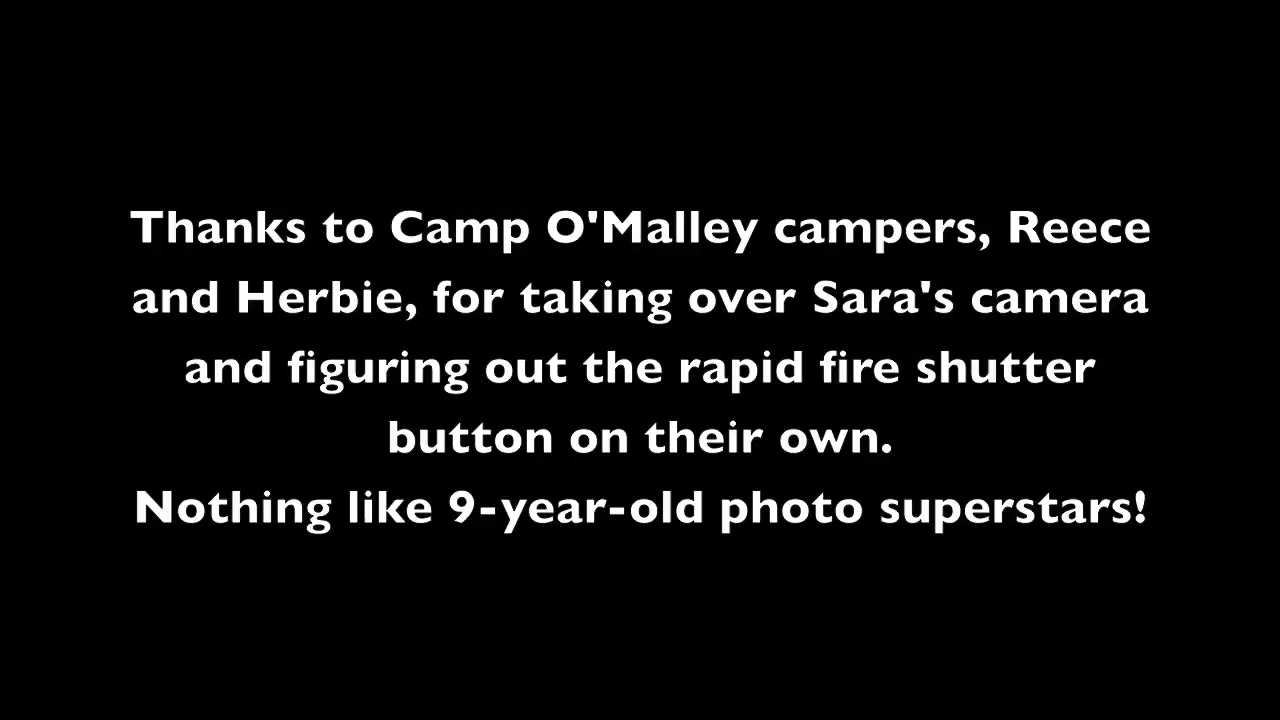 Thanks to Camp O'Malley campers, Reece
and Herbie, for taking over Sara's camera
and figuring out the rapid fire shutter
button on their own.
Nothing like 9-year-old photo superstars!